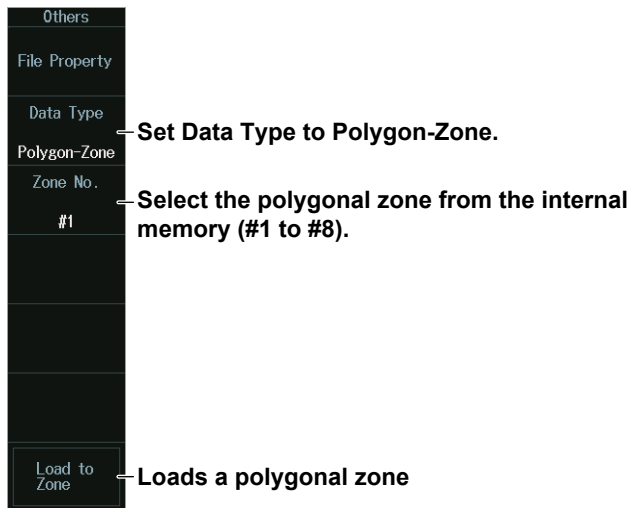 Others
File Property
Data Type
Polygon-Zone
Set Data Type to Polygon-Zone.
Zone No.
#1
Select the polygonal zone from the internal
memory (#1 to #8).
Load to
Zone
Loads a polygonal zone